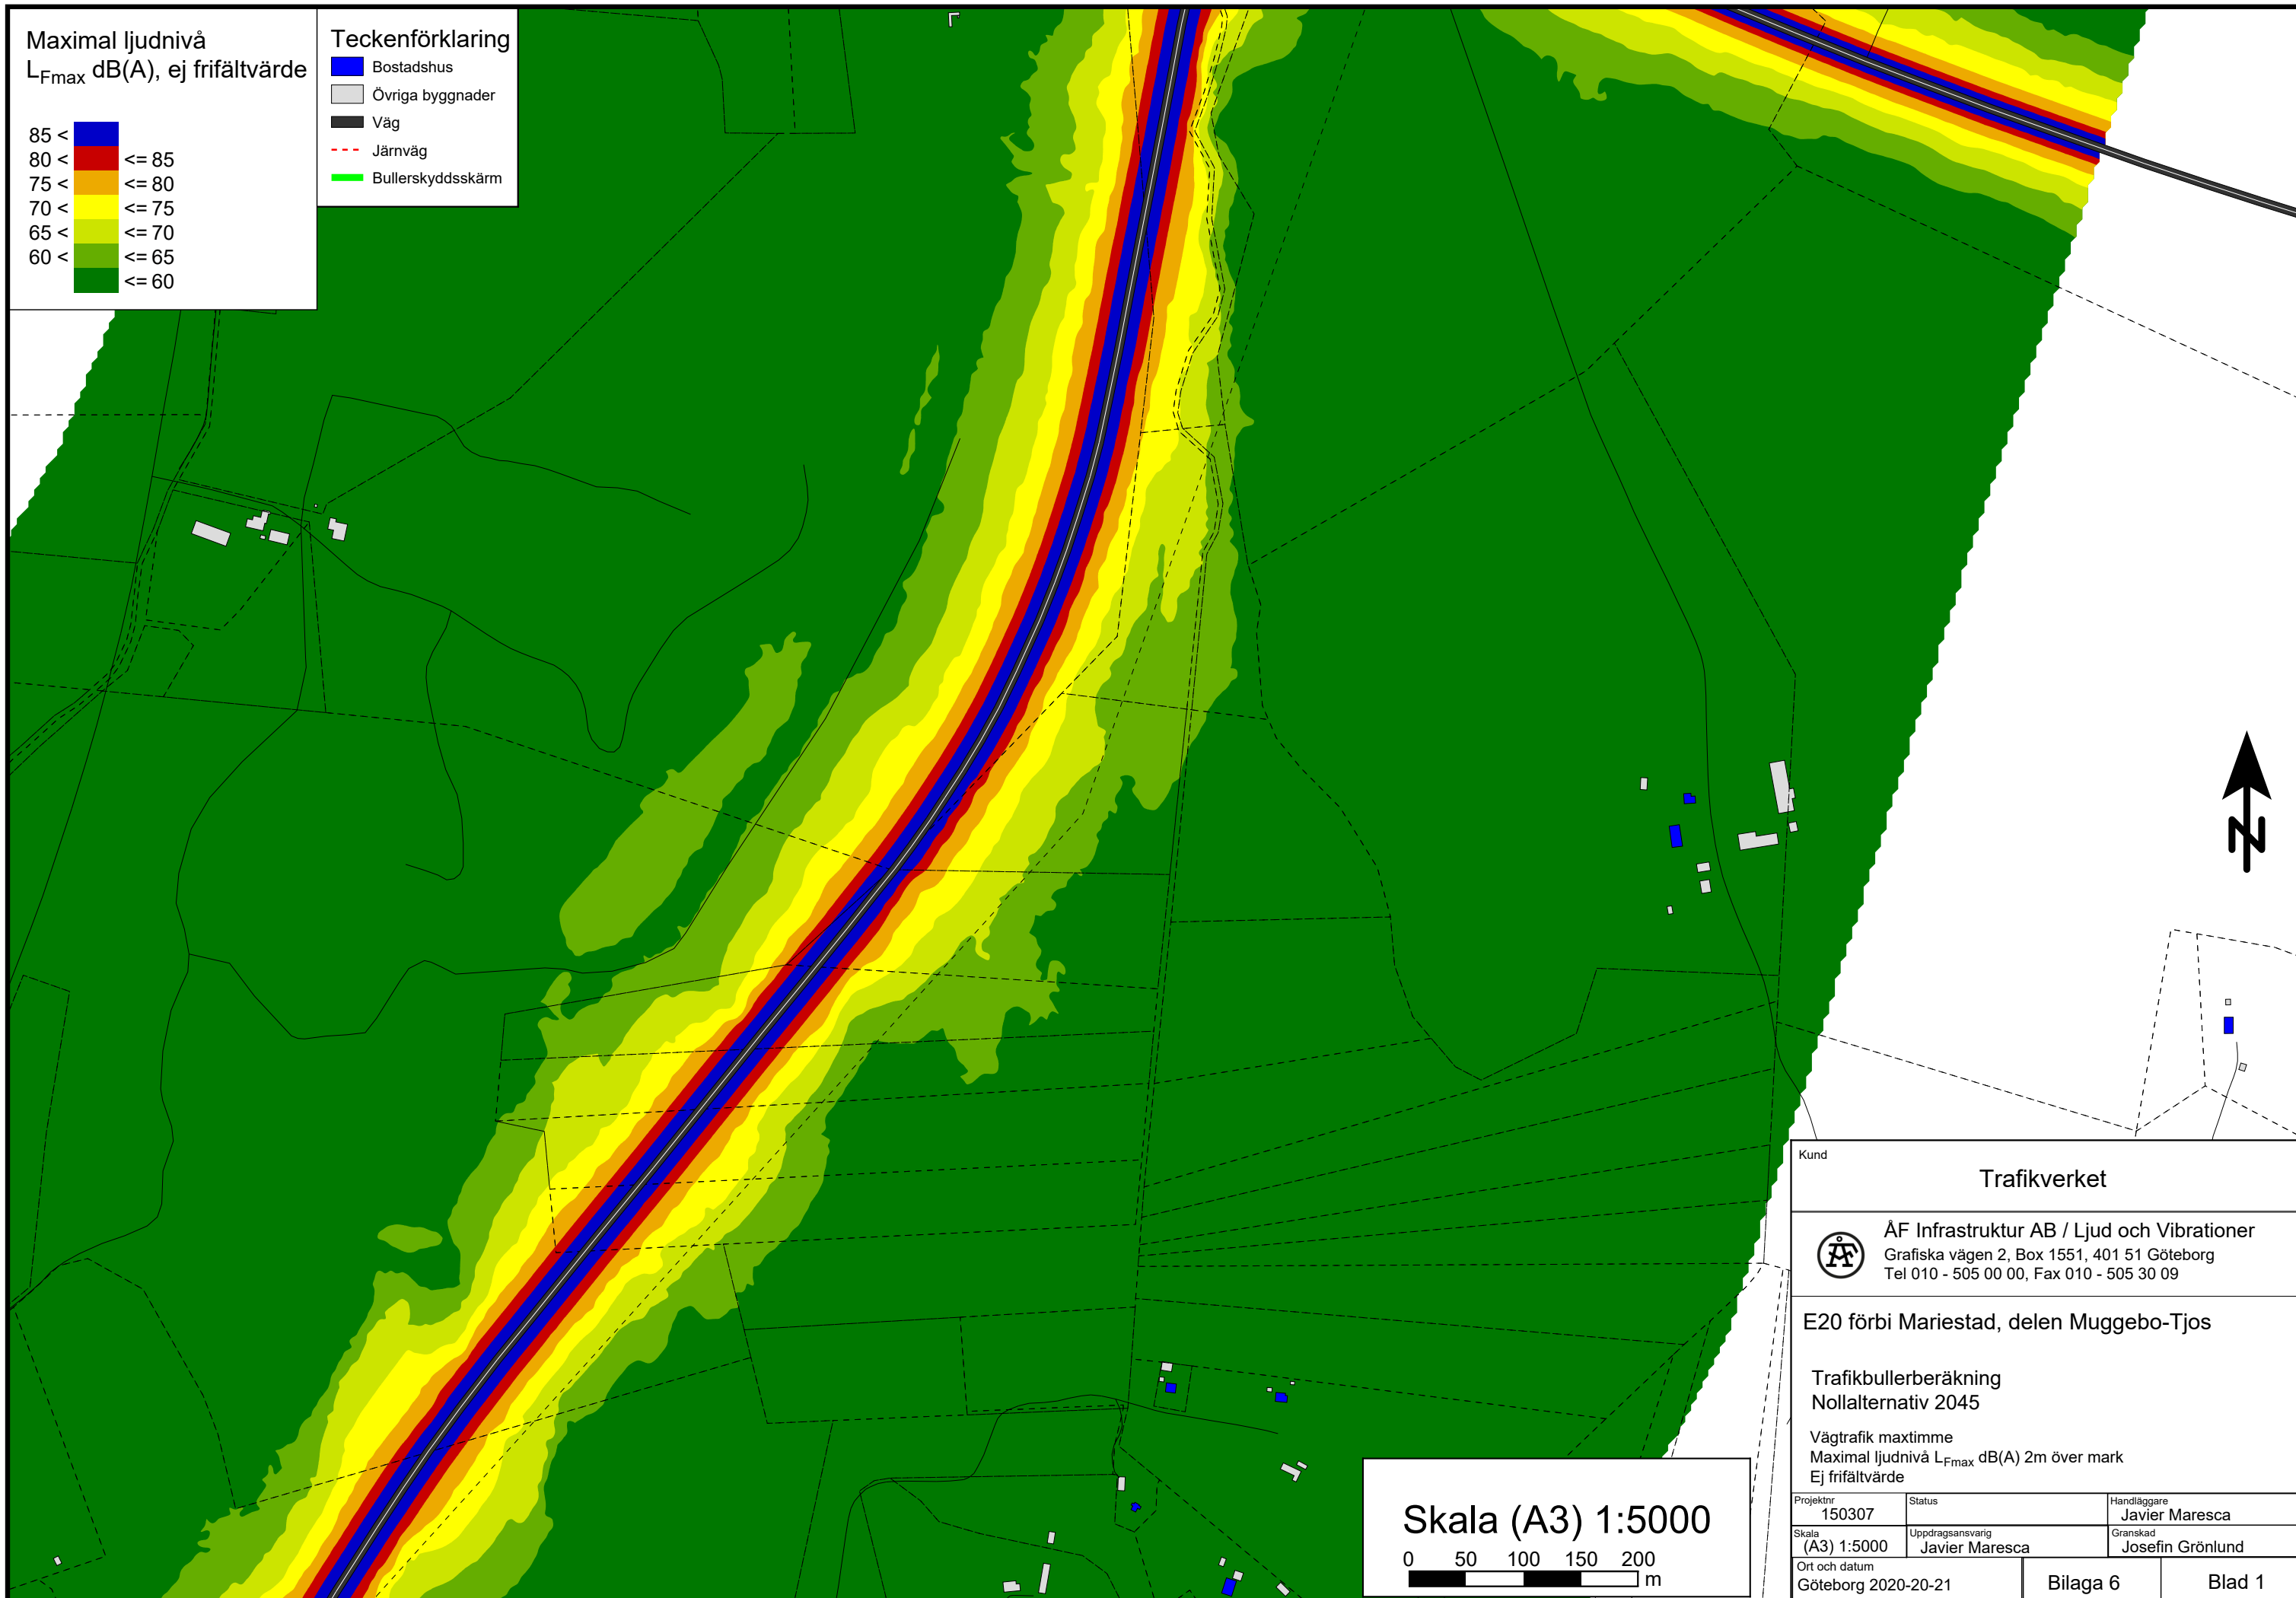 Maximal ljudnivå
LFmax dB(A), ej frifältvärde
85 <
80 < <= 85
75 < <= 80
70 < <= 75
65 < <= 70
60 < <= 65
<= 60
Teckenförklaring
Bostadshus
Övriga byggnader
Väg
Järnväg
Bullerskyddsskärm
N
Skala (A3) 1:5000
0 50 100 150 200
m
Kund
Trafikverket
ÅF
ÅF Infrastruktur AB / Ljud och Vibrationer
Grafiska vägen 2, Box 1551, 401 51 Göteborg
Tel 010 - 505 00 00, Fax 010 - 505 30 09
E20 förbi Mariestad, delen Muggebo-Tjos
Trafikbullerberäkning
Nollalternativ 2045
Vägtrafik maxtimme
Maximal ljudnivå LFmax dB(A) 2m över mark
Ej frifältvärde
Projektnr Status Handläggare
150307 Javier Maresca
Skala Uppdragsansvarig Granskad
(A3) 1:5000 Javier Maresca Josefin Grönlund
Ort och datum
Göteborg 2020-20-21 Bilaga 6 Blad 1